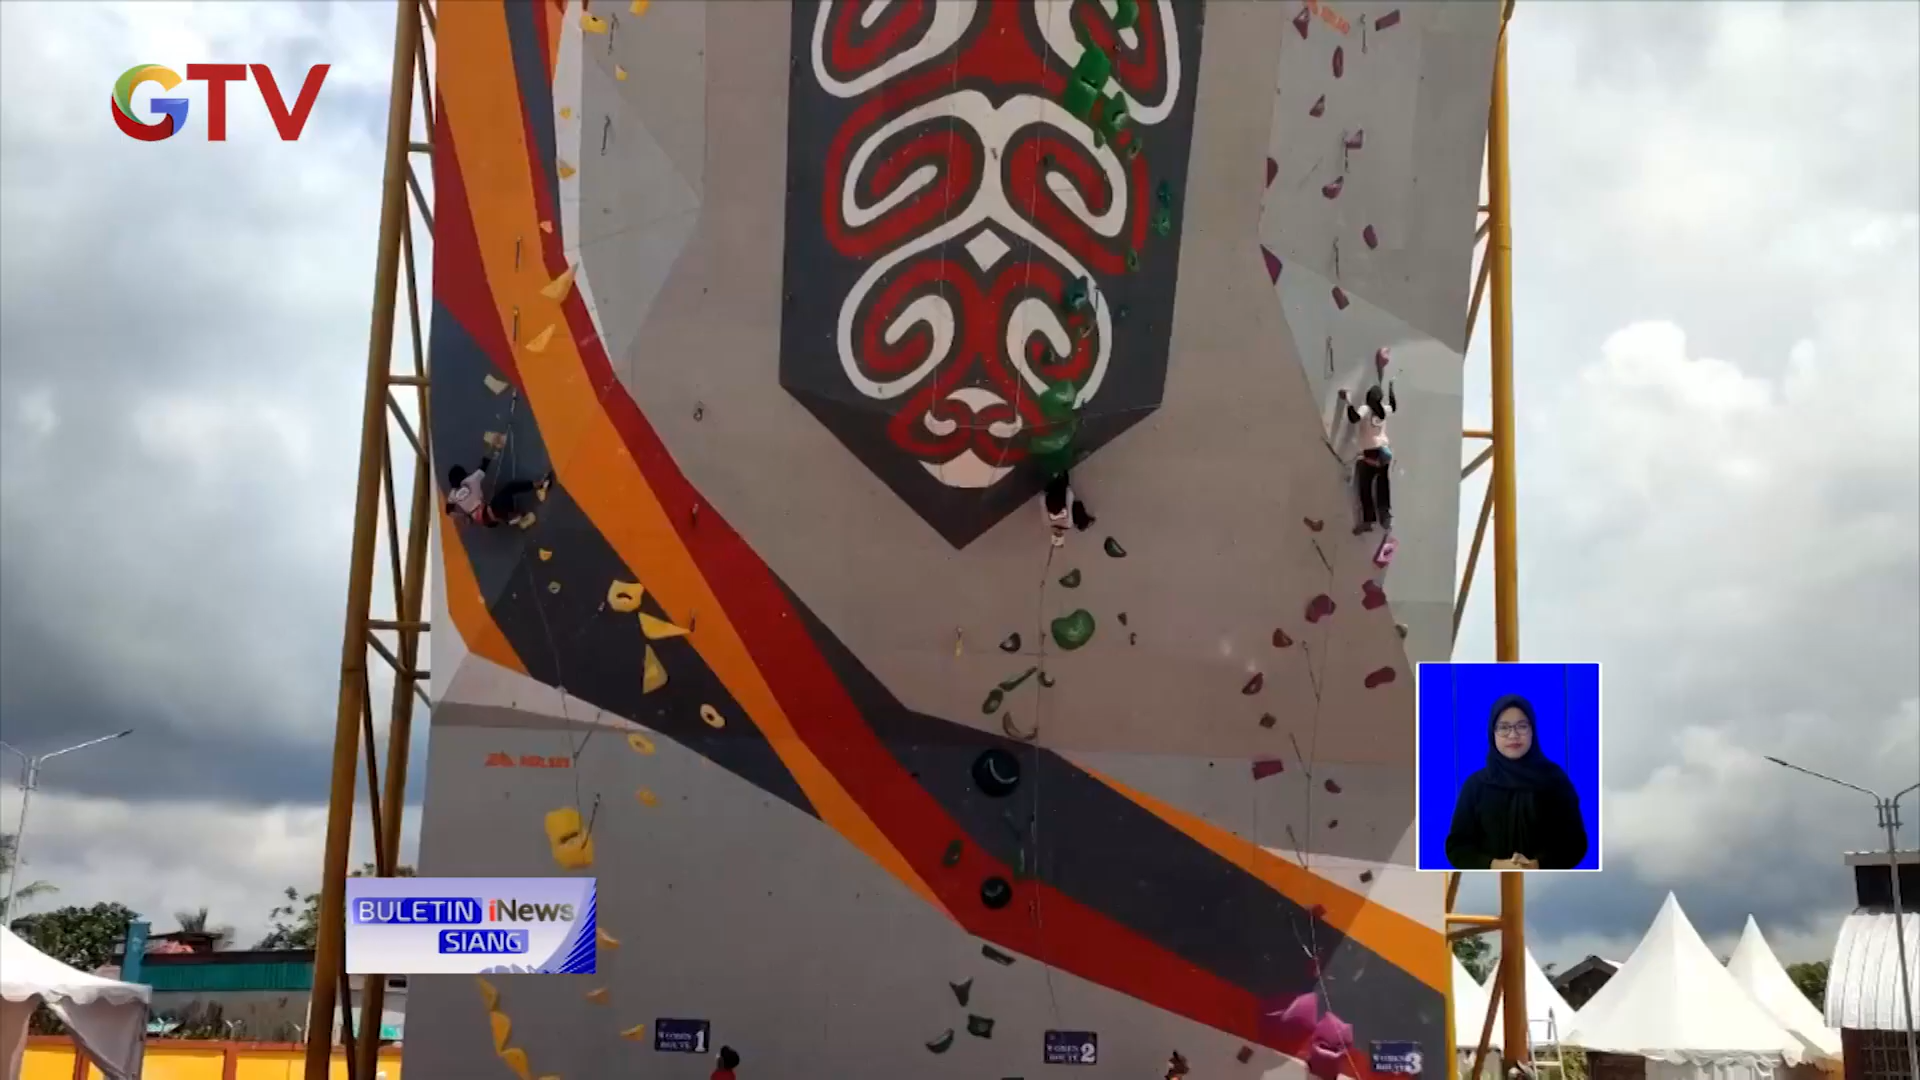 GTV
BULETIN iNews
SIANG
WOMEN
ROUTE 1
WOMEN
ROUTE 2
WOMEN
ROUTE 3